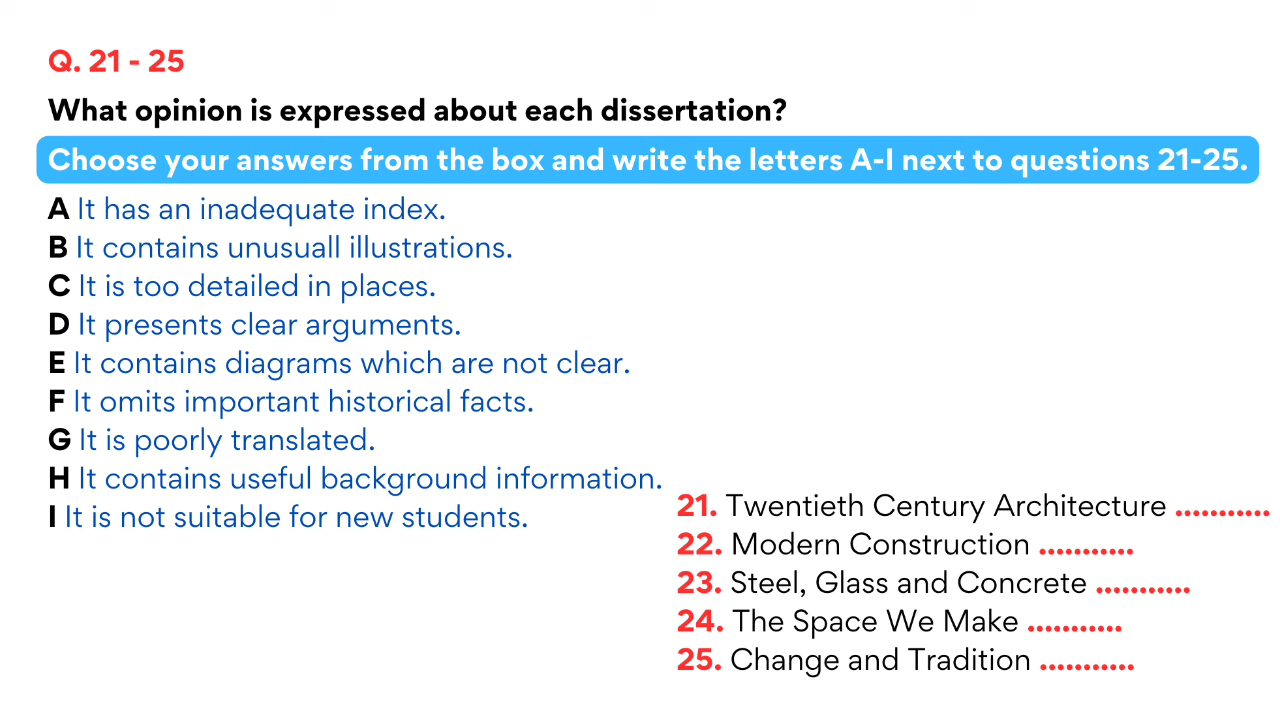 Q. 21 - 25
What opinion is expressed about each dissertation?
Choose your answers from the box and write the letters A-I next to questions 21-25.
A It has an inadequate index.
B It contains unusuall illustrations.
C It is too detailed in places.
D It presents clear arguments.
E It contains diagrams which are not clear.
F It omits important historical facts.
G It is poorly translated.
H It contains useful background information.
I It is not suitable for new students.
21. Twentieth Century Architecture ...........
22. Modern Construction ...........
23. Steel, Glass and Concrete ...........
24. The Space We Make ...........
25. Change and Tradition ...........